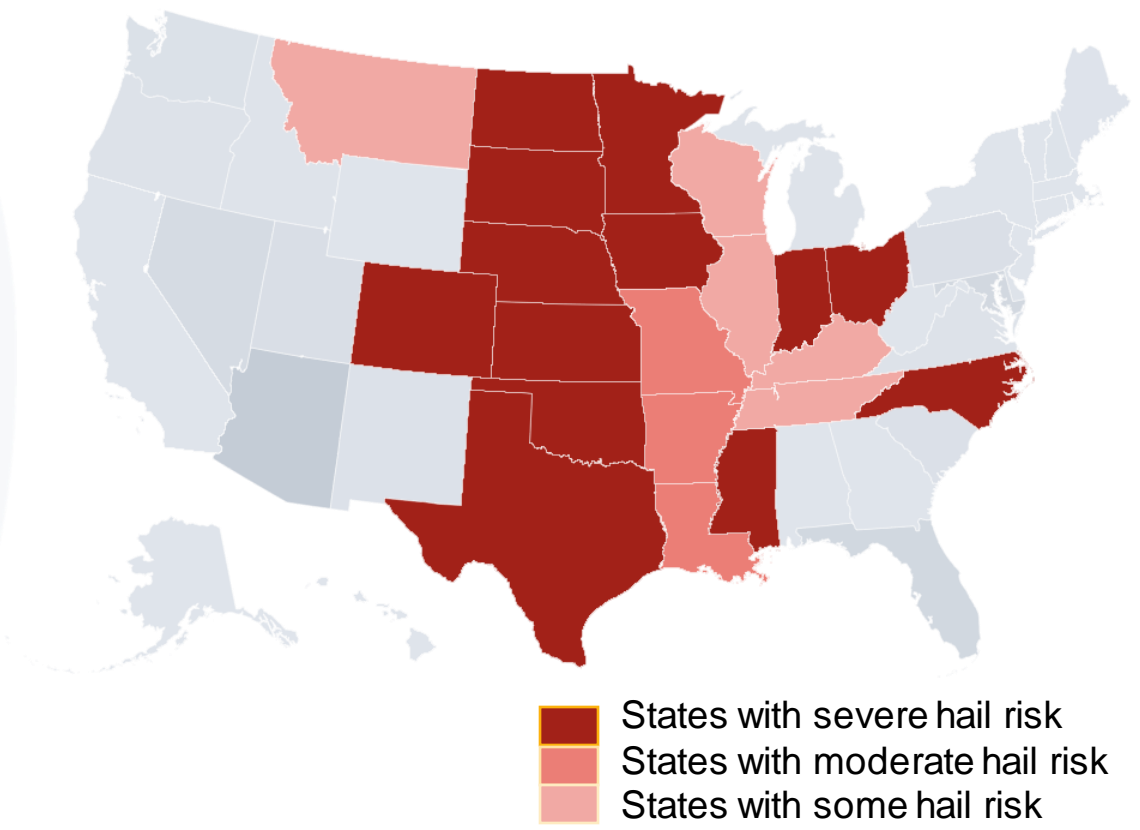 States with severe hail risk
States with moderate hail risk
States with some hail risk